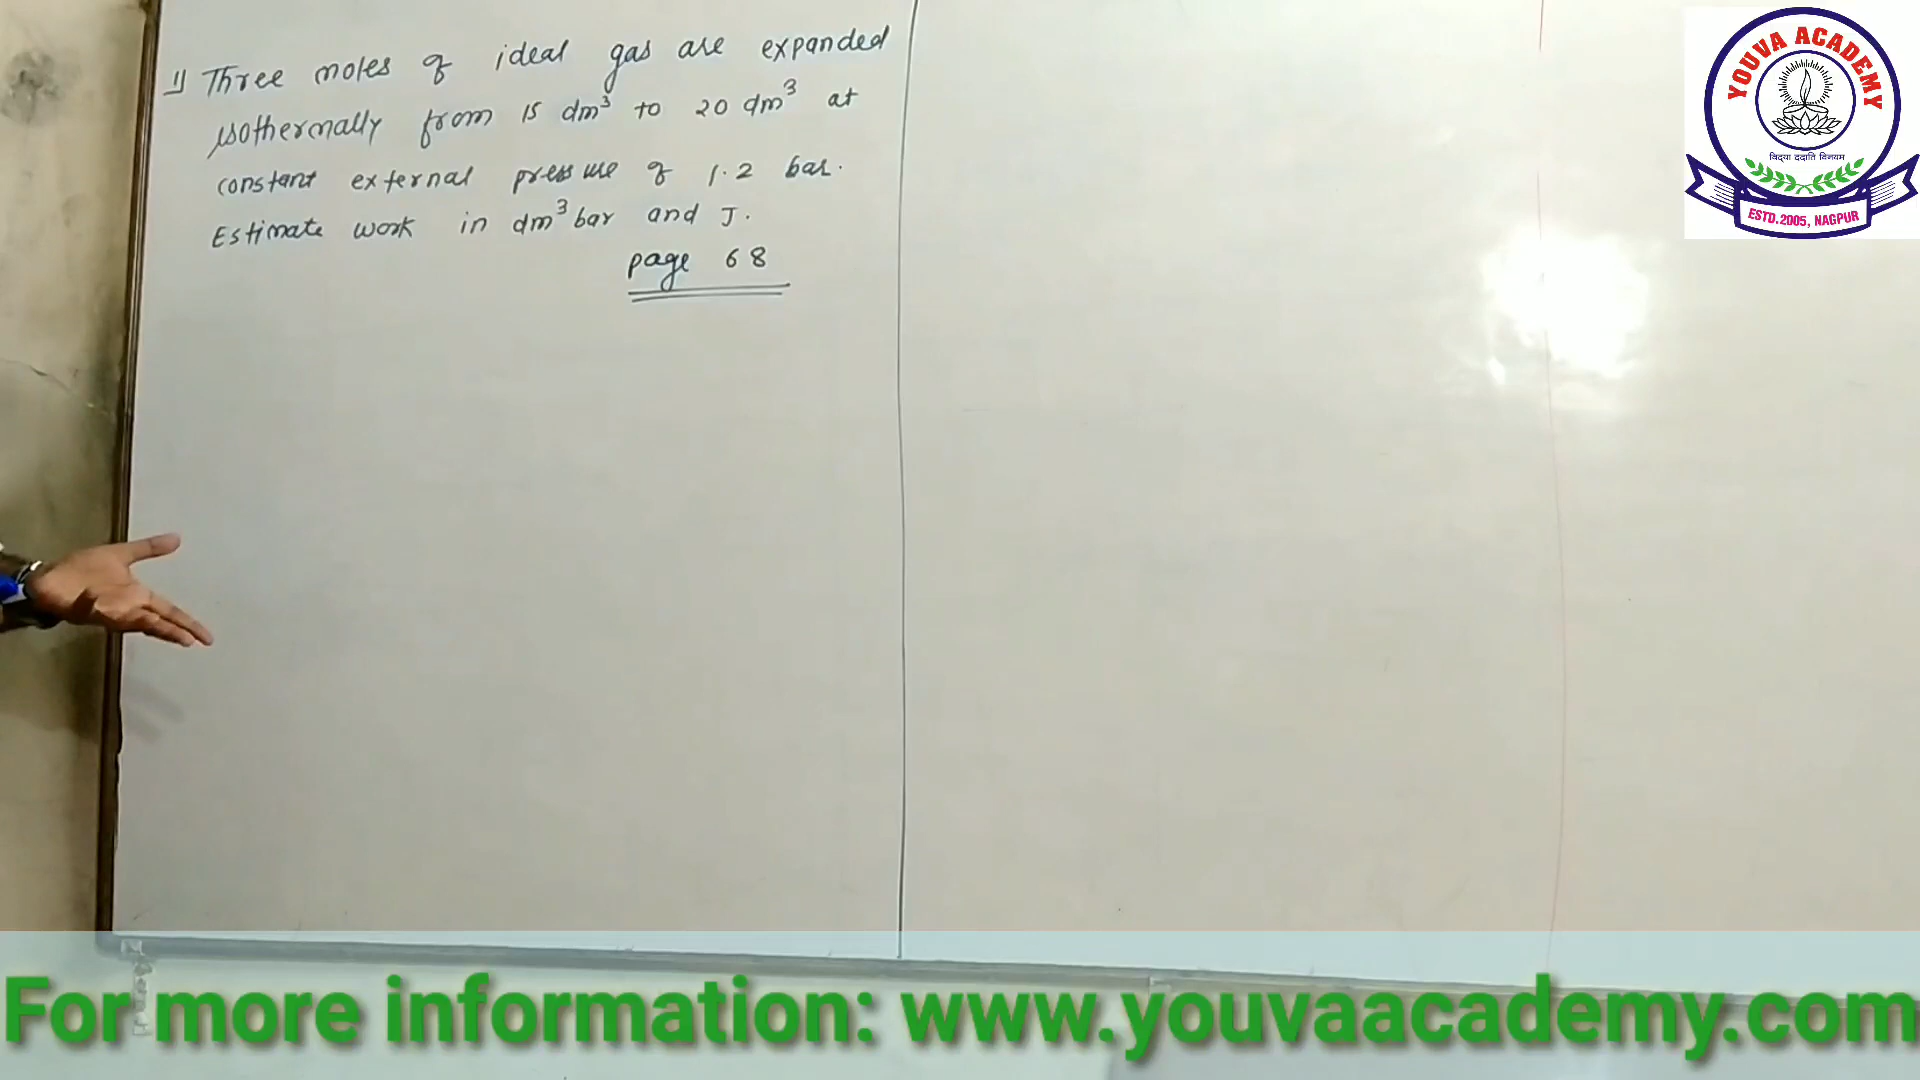 1) Three moles of ideal gas are expanded
isothermally from 15 dm³ to 20 dm³ at
constant external pressure of 1.2 bar.
Estimate work in dm³ bar and J.
page 68
YOUVA ACADEMY
विद्या ददाति विनयम
ESTD.2005, NAGPUR
For more information: www.youvaacademy.com